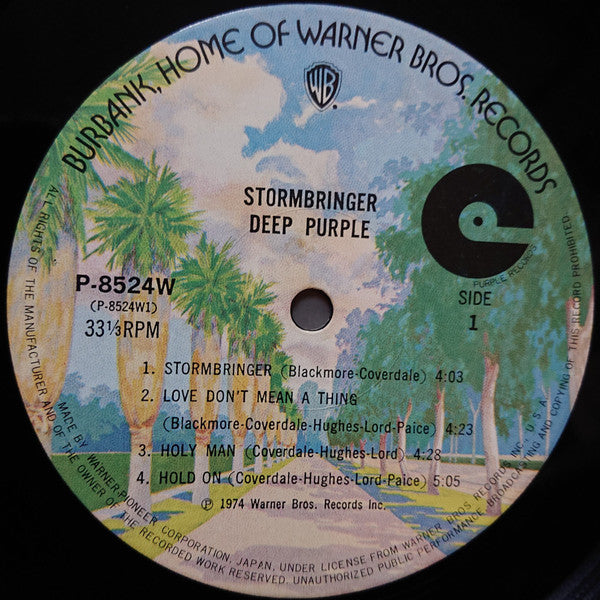 BURBANK, HOME OF WARNER BROS. RECORDS
WB
STORMBRINGER
DEEP PURPLE
PURPLE RECORDS
P-8524W
(P-8524W1)
33⅓RPM
SIDE
1
1. STORMBRINGER (Blackmore-Coverdale) 4:03
2. LOVE DON'T MEAN A THING
(Blackmore-Coverdale-Hughes-Lord-Paice) 4:23
3. HOLY MAN (Coverdale-Hughes-Lord) 4:28
4. HOLD ON (Coverdale-Hughes-Lord-Paice) 5:05
Ⓟ 1974 Warner Bros. Records Inc.
MADE BY WARNER-PIONEER CORPORATION, JAPAN, UNDER LICENSE FROM WARNER BROS RECORDS INC. U.S.A.
ALL RIGHTS OF THE MANUFACTURER AND OF THE OWNER OF THE RECORDED WORK RESERVED. UNAUTHORIZED PUBLIC PERFORMANCE BROADCASTING AND COPYING OF THIS RECORD PROHIBITED